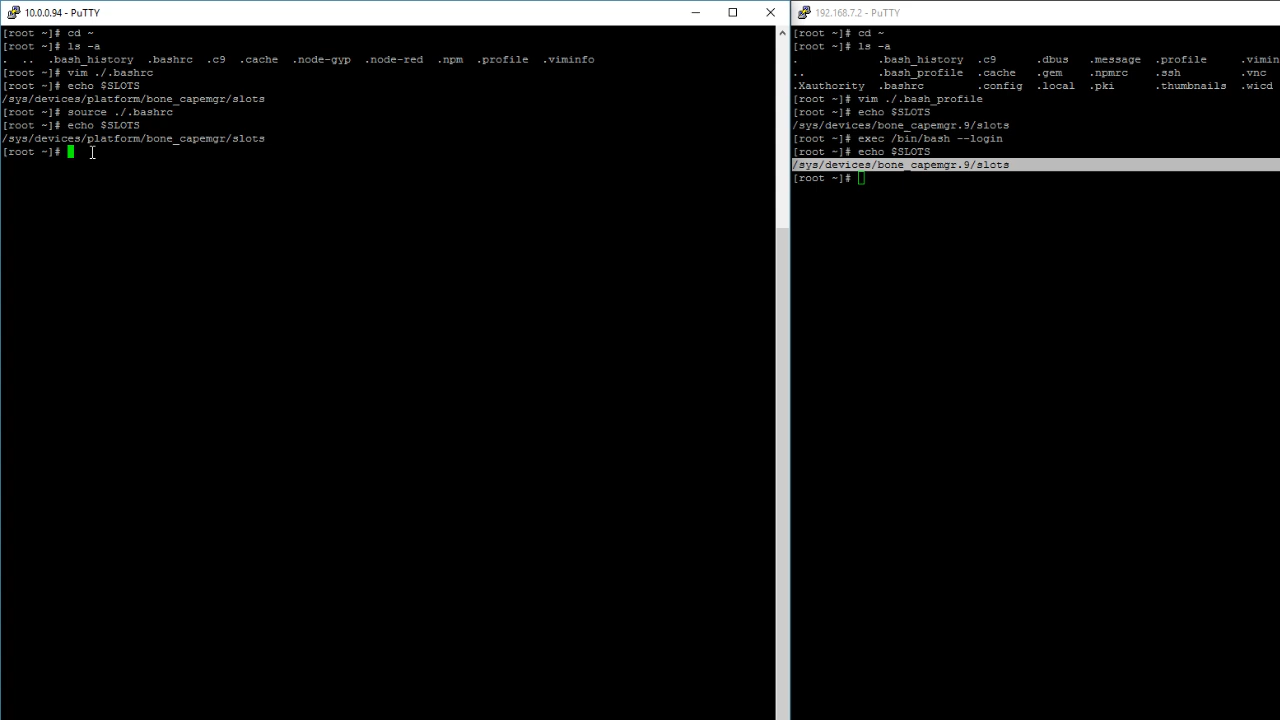 10.0.0.94 - PuTTY
[root ~]# cd ~
[root ~]# ls -a
. .. .bash_history .bashrc .c9 .cache .node-gyp .node-red .npm .profile .viminfo
[root ~]# vim ./.bashrc
[root ~]# echo $SLOTS
/sys/devices/platform/bone_capemgr/slots
[root ~]# source ./.bashrc
[root ~]# echo $SLOTS
/sys/devices/platform/bone_capemgr/slots
[root ~]#
192.168.7.2 - PuTTY
[root ~]# cd ~
[root ~]# ls -a
. .bash_history .c9 .dbus .message .profile .vimin
.. .bash_profile .cache .gem .npmrc .ssh .vnc
.Xauthority .bashrc .config .local .pki .thumbnails .wicd
[root ~]# vim ./.bash_profile
[root ~]# echo $SLOTS
/sys/devices/bone_capemgr.9/slots
[root ~]# exec /bin/bash --login
[root ~]# echo $SLOTS
/sys/devices/bone_capemgr.9/slots
[root ~]#